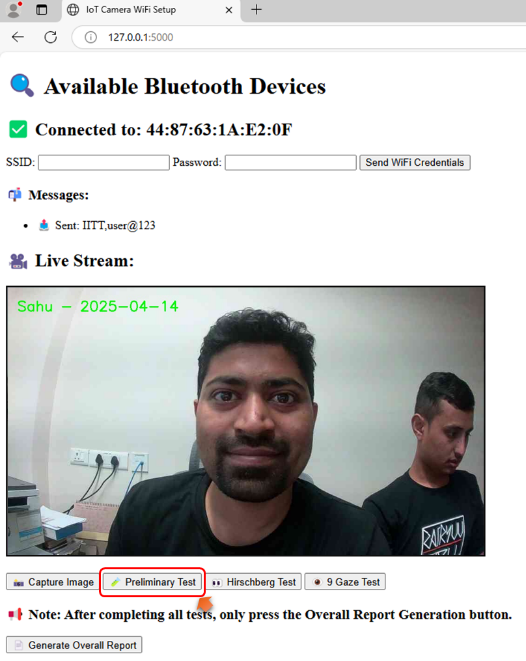 IoT Camera WiFi Setup
127.0.0.1:5000
Available Bluetooth Devices
Connected to: 44:87:63:1A:E2:0F
SSID: Password: Send WiFi Credentials
Messages:
Sent: IITT,user@123
Live Stream:
Sahu - 2025-04-14
Capture Image Preliminary Test Hirschberg Test 9 Gaze Test
Note: After completing all tests, only press the Overall Report Generation button.
Generate Overall Report